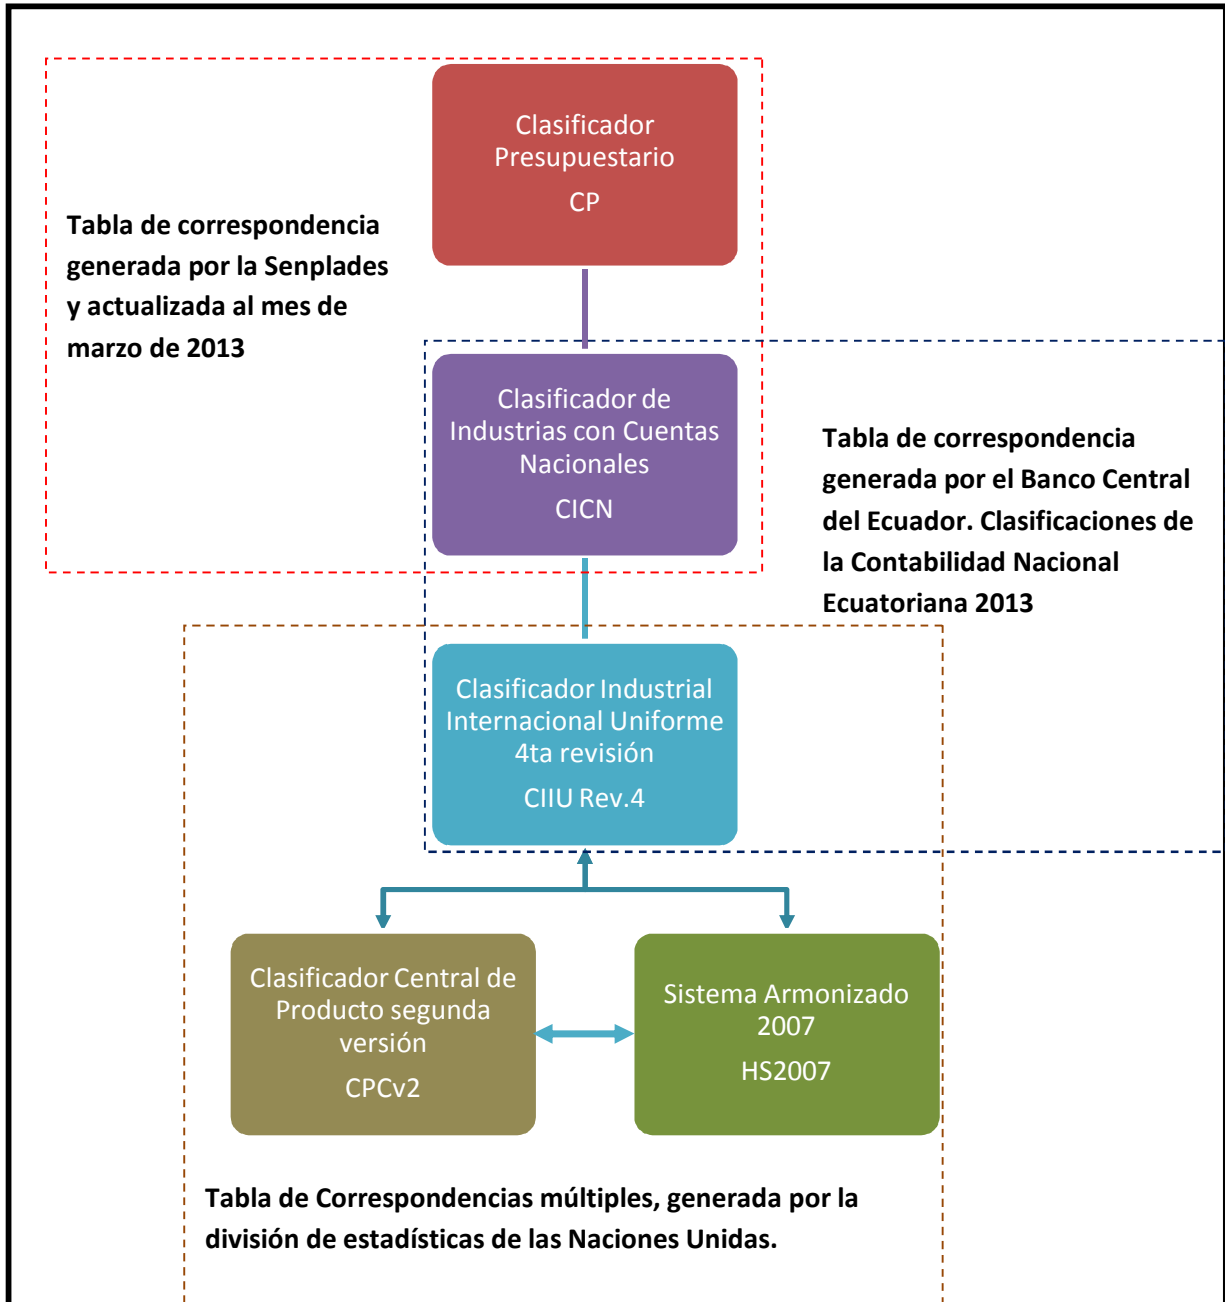 Clasificador
Presupuestario
CP
Tabla de correspondencia
generada por la Senplades
y actualizada al mes de
marzo de 2013
Clasificador de
Industrias con Cuentas
Nacionales
CICN
Tabla de correspondencia
generada por el Banco Central
del Ecuador. Clasificaciones de
la Contabilidad Nacional
Ecuatoriana 2013
Clasificador Industrial
Internacional Uniforme
4ta revisión
CIIU Rev.4
Clasificador Central de
Producto segunda
versión
CPCv2
Sistema Armonizado
2007
HS2007
Tabla de Correspondencias múltiples, generada por la
división de estadísticas de las Naciones Unidas.